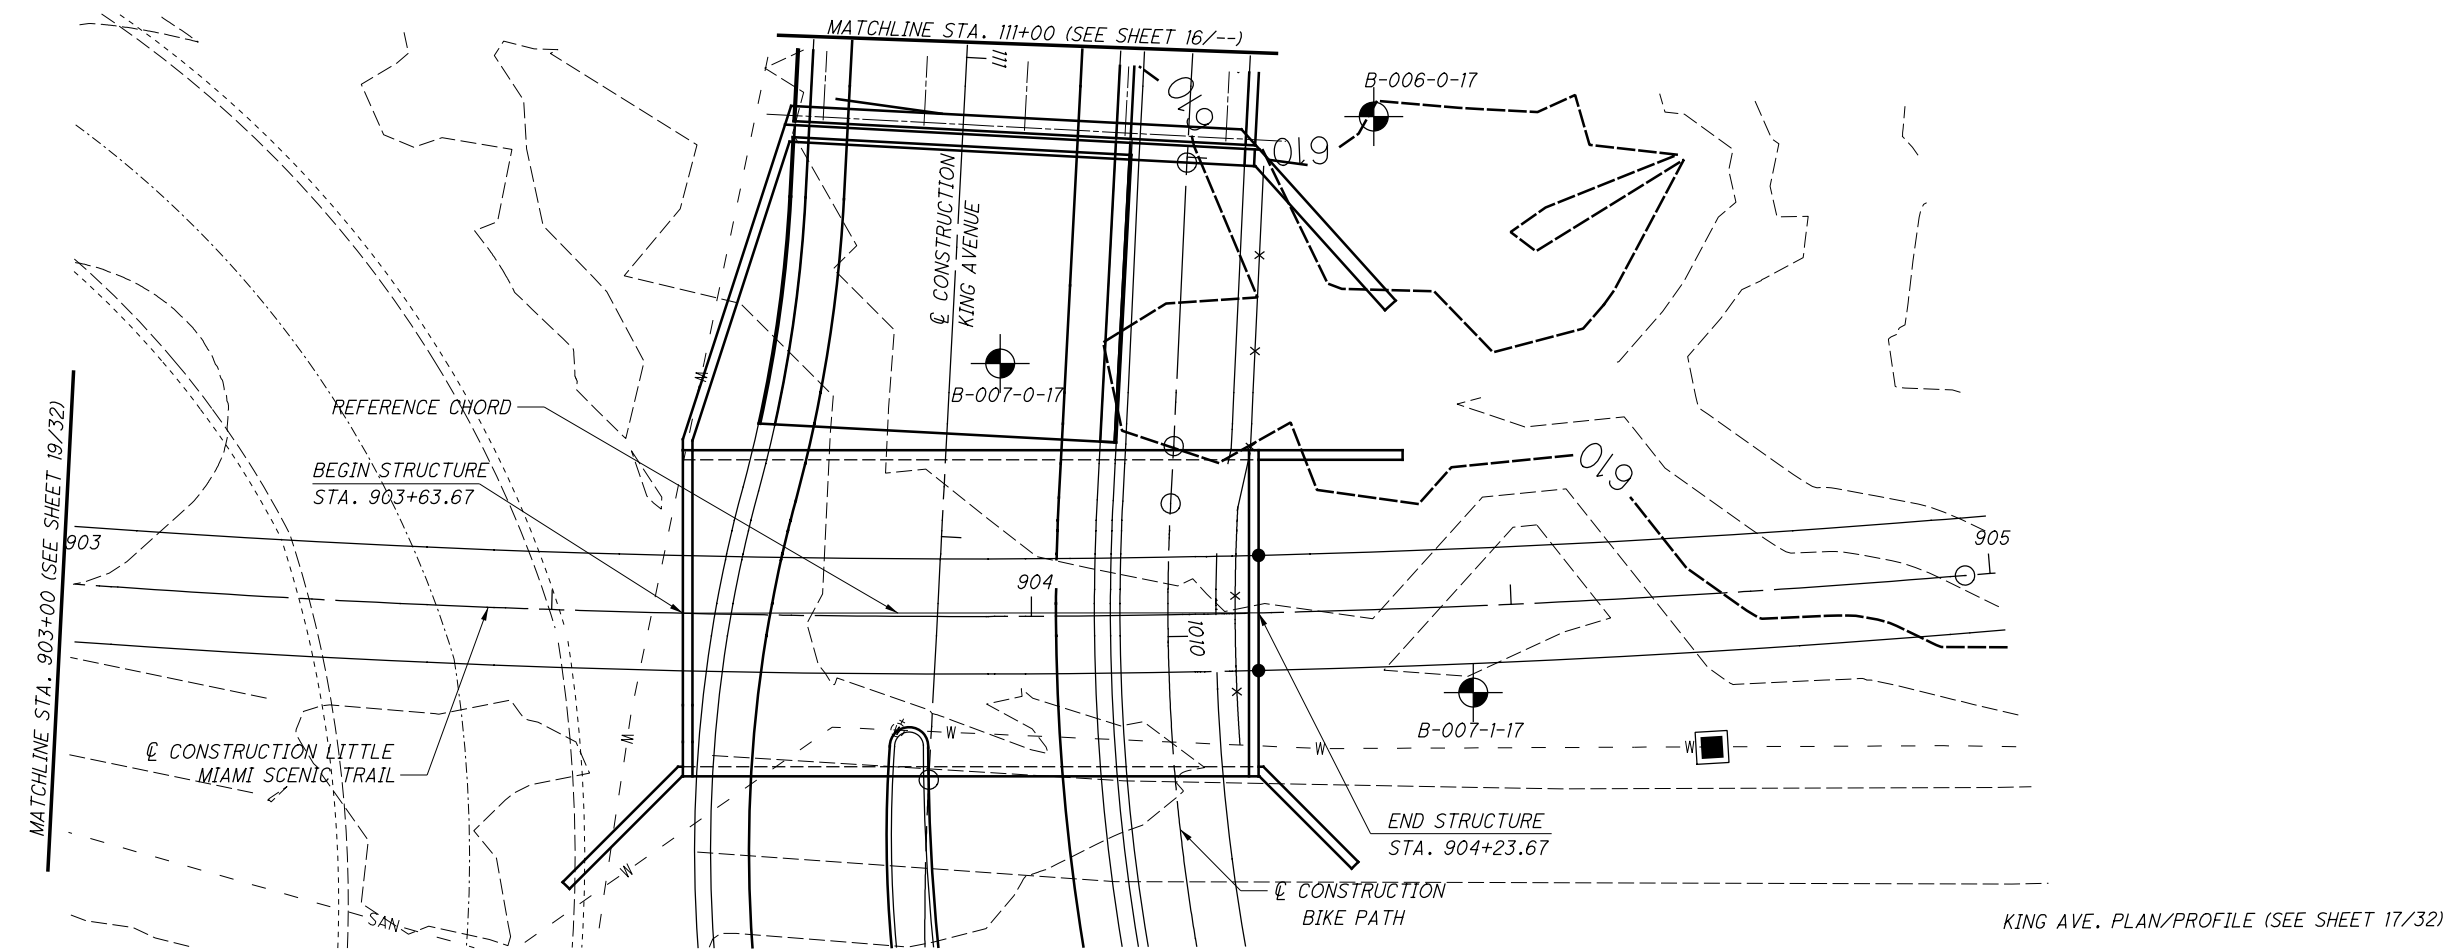 MATCHLINE STA. 111+00 (SEE SHEET 16/--)
111
B-006-0-17
010
610
℄ CONSTRUCTION
KING AVENUE
B-007-0-17
REFERENCE CHORD
W
BEGIN STRUCTURE
STA. 903+63.67
610
MATCHLINE STA. 903+00 (SEE SHEET 19/32)
903
904
905
1010
B-007-1-17
W
W
W
W
W
℄ CONSTRUCTION LITTLE
MIAMI SCENIC TRAIL
END STRUCTURE
STA. 904+23.67
℄ CONSTRUCTION
BIKE PATH
SAN
KING AVE. PLAN/PROFILE (SEE SHEET 17/32)